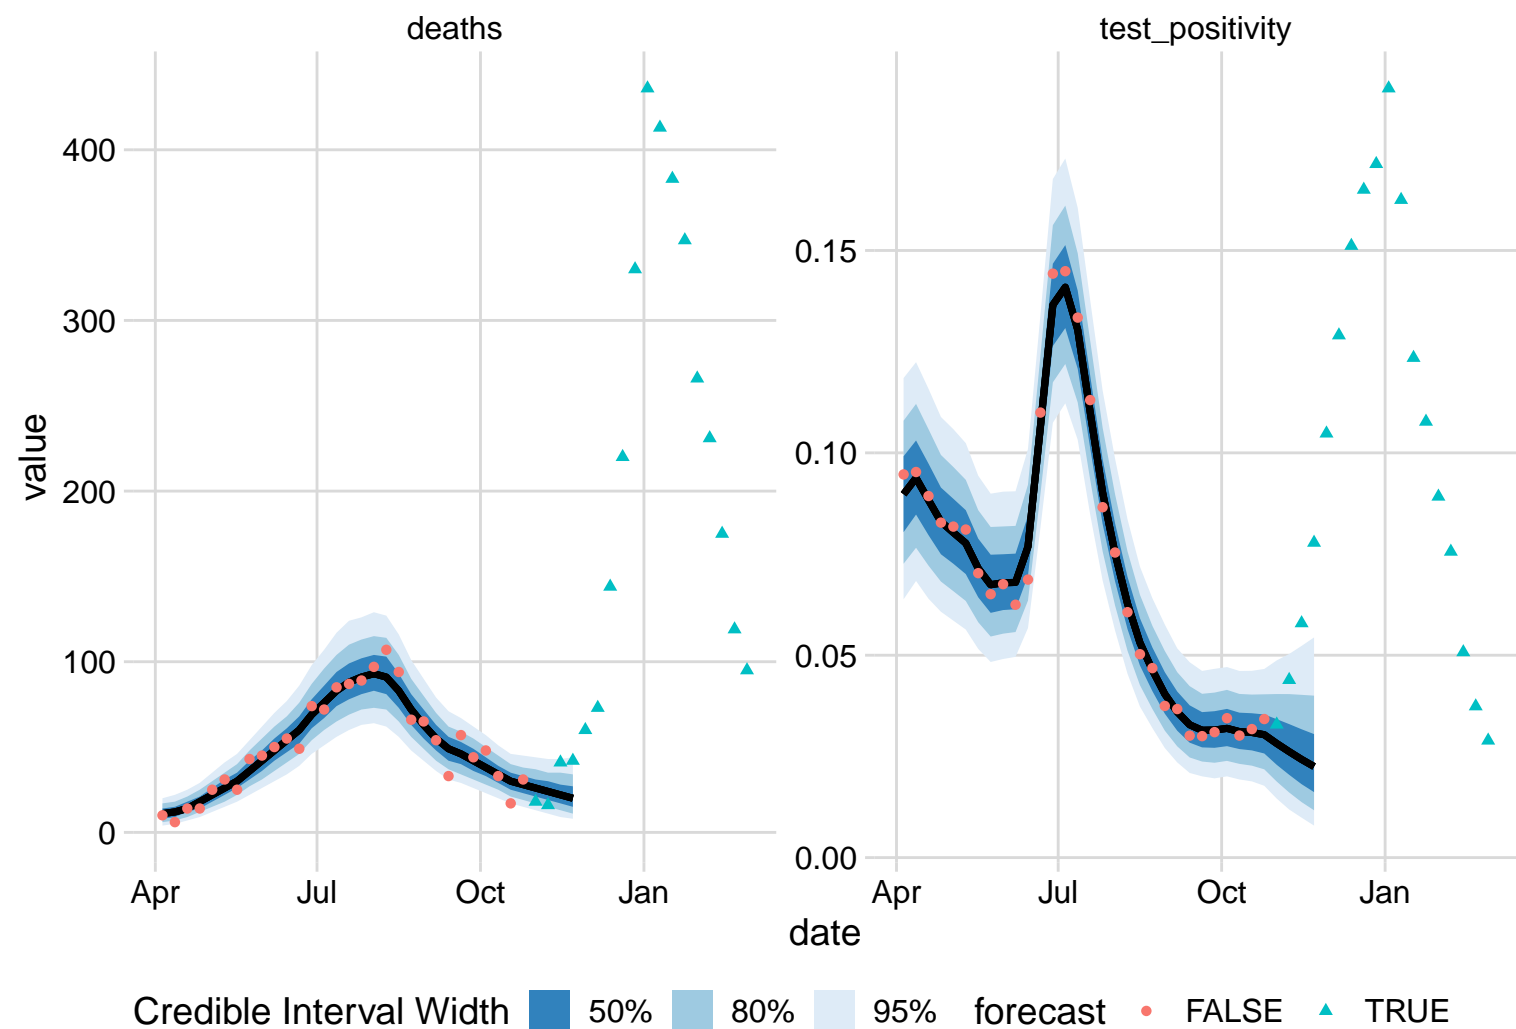 deaths
test_positivity
value
400
300
200
100
0
Apr
Jul
Oct
Jan
0.15
0.10
0.05
0.00
Apr
Jul
Oct
Jan
date
Credible Interval Width 50% 80% 95% forecast FALSE TRUE